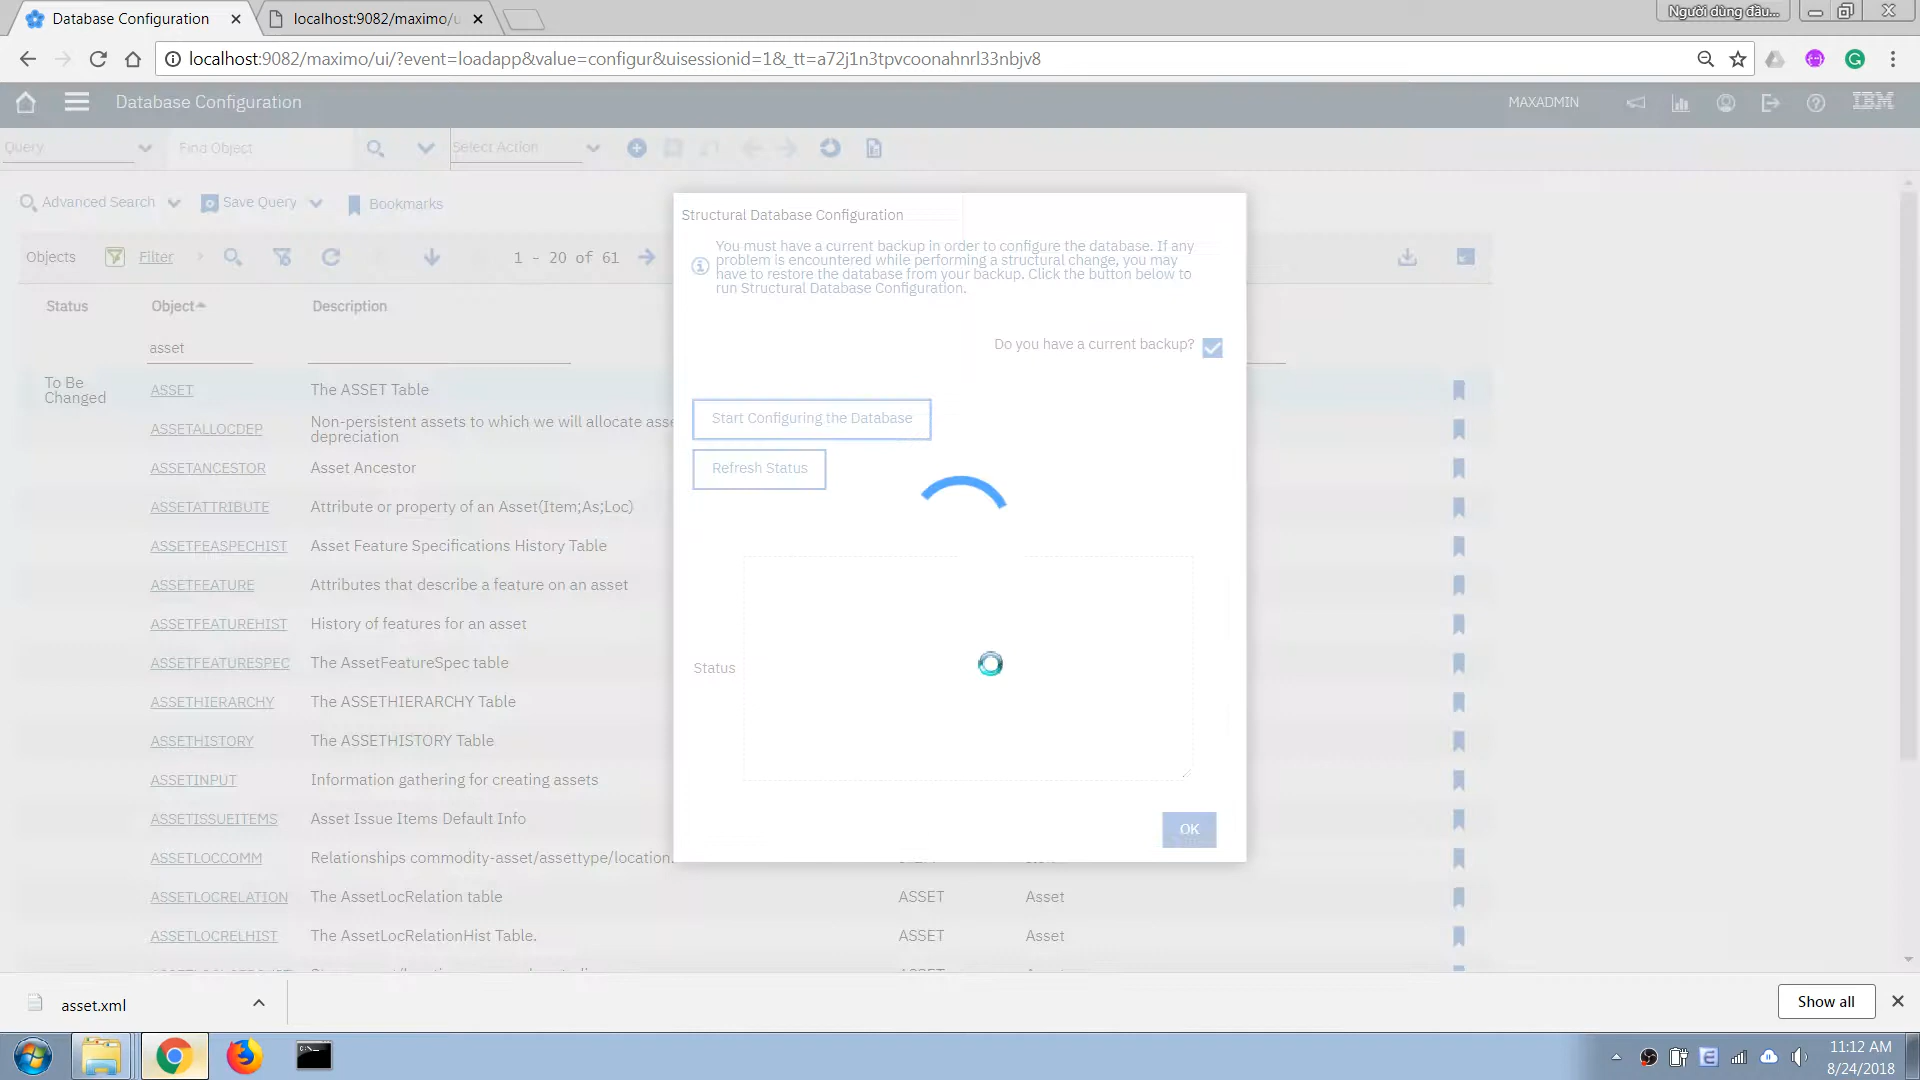 Database Configuration
localhost:9082/maximo/u
Người dùng đầu...
localhost:9082/maximo/ui/?event=loadapp&value=configur&uisessionid=1&_tt=a72j1n3tpvcoonahnrl33nbjv8
Database Configuration
MAXADMIN
IBM
Query
Find Object
Select Action
Advanced Search
Save Query
Bookmarks
Objects
Filter
1 - 20 of 61
Status
Object
Description
asset
To Be Changed
ASSET
The ASSET Table
ASSETALLOCDEP
Non-persistent assets to which we will allocate asse
depreciation
ASSETANCESTOR
Asset Ancestor
ASSETATTRIBUTE
Attribute or property of an Asset(Item;As;Loc)
ASSETFEASPECHIST
Asset Feature Specifications History Table
ASSETFEATURE
Attributes that describe a feature on an asset
ASSETFEATUREHIST
History of features for an asset
ASSETFEATURESPEC
The AssetFeatureSpec table
ASSETHIERARCHY
The ASSETHIERARCHY Table
ASSETHISTORY
The ASSETHISTORY Table
ASSETINPUT
Information gathering for creating assets
ASSETISSUEITEMS
Asset Issue Items Default Info
ASSETLOCCOMM
Relationships commodity-asset/assettype/location.
ASSETLOCRELATION
The AssetLocRelation table
ASSET
Asset
ASSETLOCRELHIST
The AssetLocRelationHist Table.
ASSET
Asset
Structural Database Configuration
You must have a current backup in order to configure the database. If any
problem is encountered while performing a structural change, you may
have to restore the database from your backup. Click the button below to
run Structural Database Configuration.
Do you have a current backup?
Start Configuring the Database
Refresh Status
Status
OK
asset.xml
Show all
11:12 AM
8/24/2018